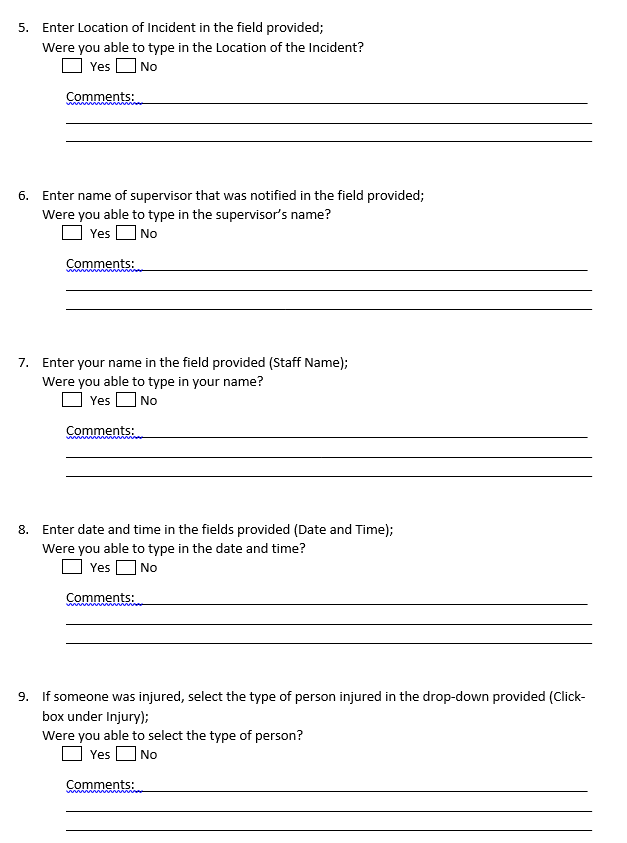 5. Enter Location of Incident in the field provided;
Were you able to type in the Location of the Incident?
Yes No
Comments:
6. Enter name of supervisor that was notified in the field provided;
Were you able to type in the supervisor's name?
Yes No
Comments:
7. Enter your name in the field provided (Staff Name);
Were you able to type in your name?
Yes No
Comments:
8. Enter date and time in the fields provided (Date and Time);
Were you able to type in the date and time?
Yes No
Comments:
9. If someone was injured, select the type of person injured in the drop-down provided (Click-
box under Injury);
Were you able to select the type of person?
Yes No
Comments: